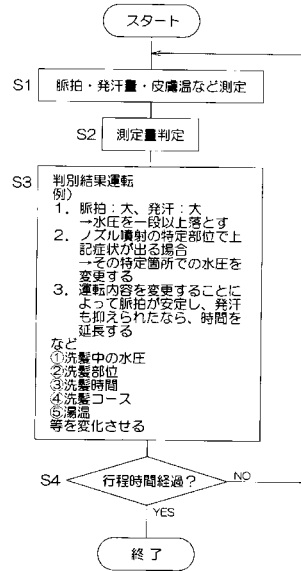 スタート
S1 脈拍・発汗量・皮膚温など測定
S2 測定量判定
S3 判別結果運転
例)
1. 脈拍:大、発汗:大
→水圧を一段以上落とす
2. ノズル噴射の特定部位で上
記症状が出る場合
→その特定箇所での水圧を
変更する
3. 運転内容を変更することに
よって脈拍が安定し、発汗
も抑えられたなら、時間を
延長する
など
①洗髪中の水圧
②洗髪部位
③洗髪時間
④洗髪コース
⑤湯温
等を変化させる
S4 行程時間経過? NO
YES
終了